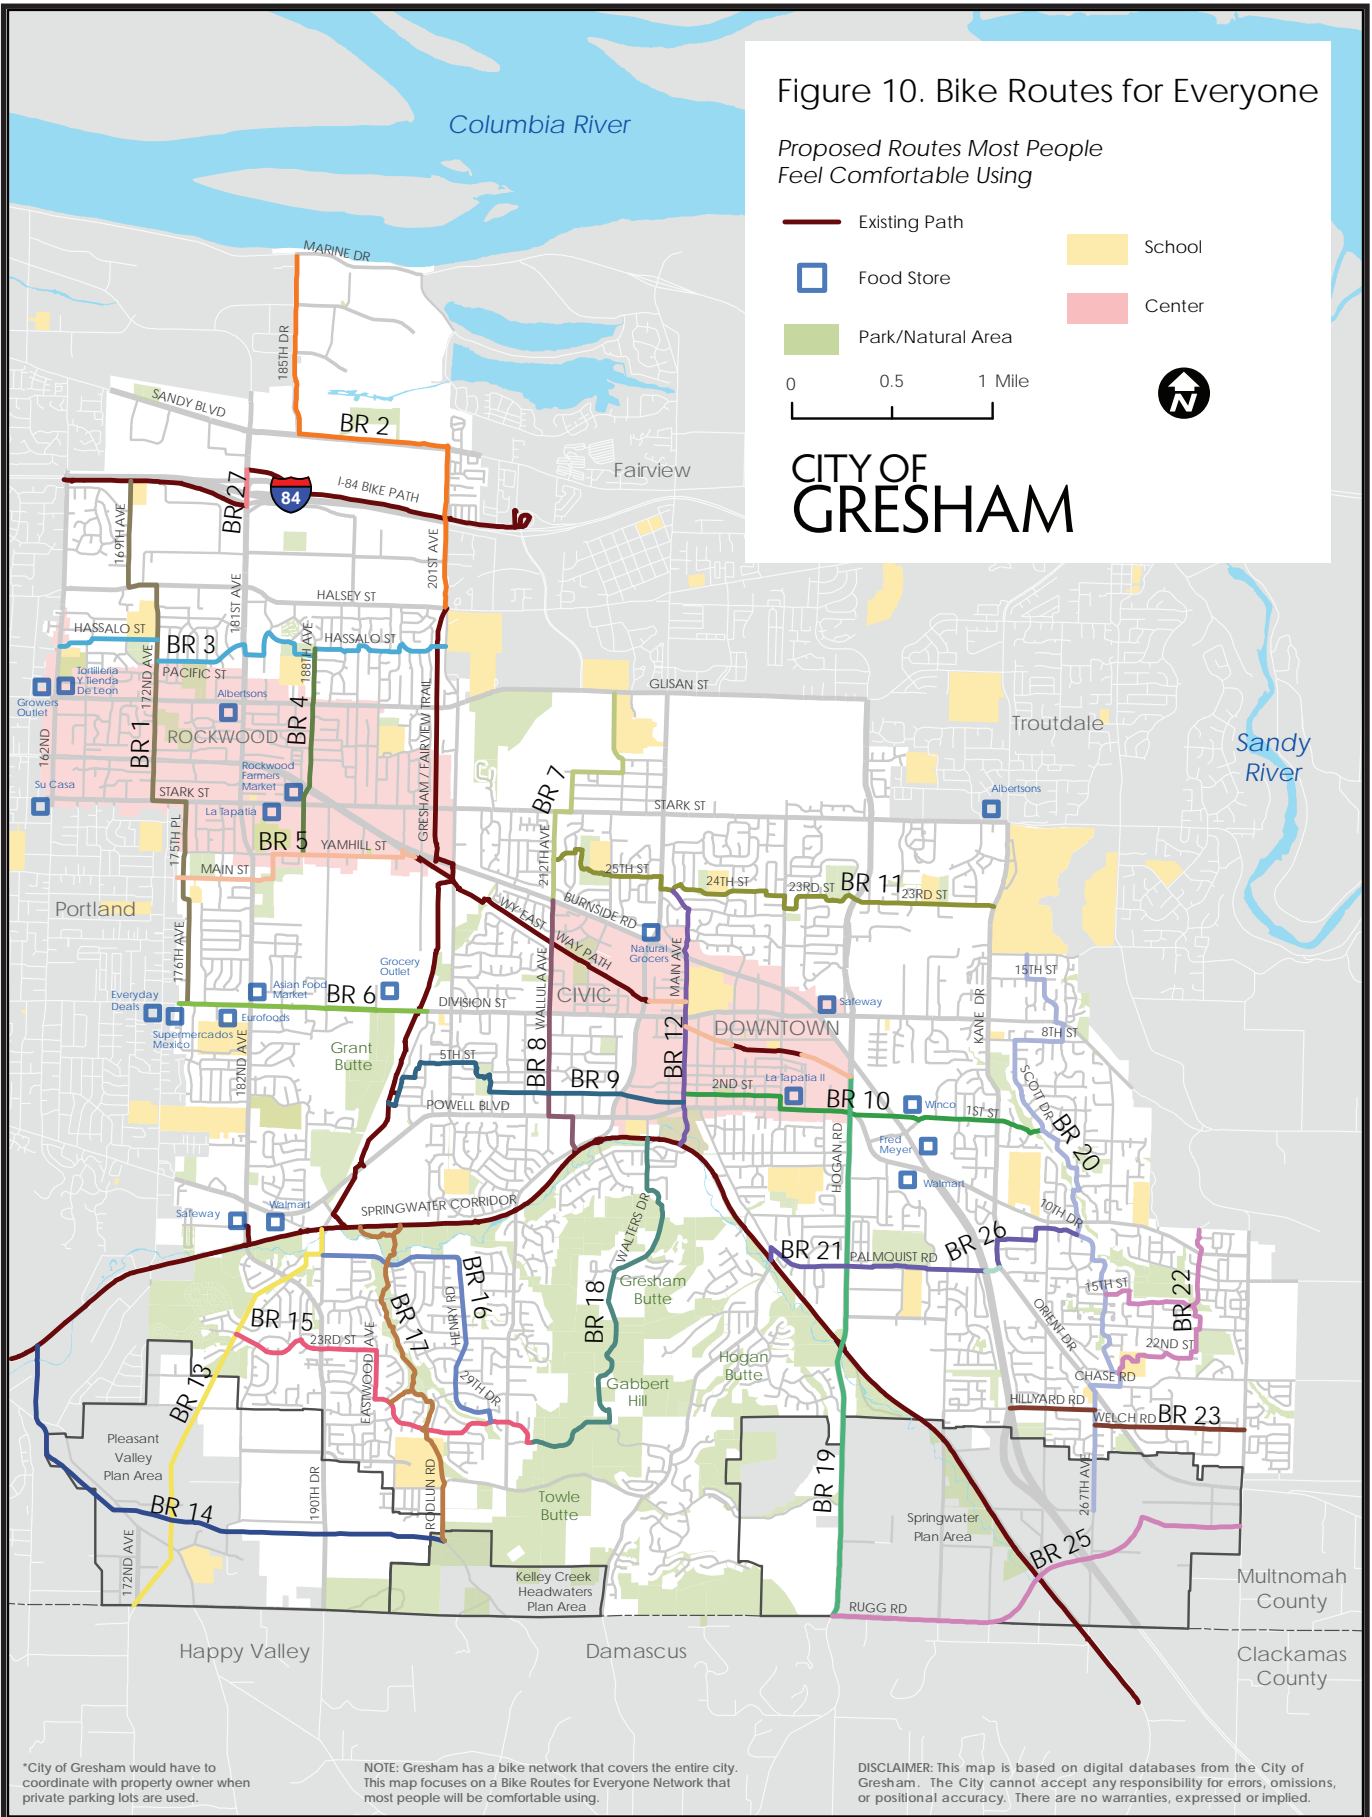 Figure 10. Bike Routes for Everyone
Proposed Routes Most People
Feel Comfortable Using
Existing Path
Food Store
Park/Natural Area
School
Center
0
0.5
1 Mile
N
CITY OF
GRESHAM
Columbia River
MARINE DR
185TH DR
SANDY BLVD
BR 2
Fairview
BR 27
84
I-84 BIKE PATH
169TH AVE
201ST AVE
181ST AVE
HALSEY ST
HASSALO ST
BR 3
188TH AVE
HASSALO ST
172ND AVE
PACIFIC ST
Tortilleria
Y Tienda
De Leon
Growers
Outlet
Albertsons
GLISAN ST
Troutdale
Sandy
River
162ND
BR 1
ROCKWOOD
BR 4
GRESHAM / FAIRVIEW TRAIL
Rockwood
Farmers
Market
Su Casa
STARK ST
La Tapatia
BR 7
STARK ST
Albertsons
175TH PL
BR 5
YAMHILL ST
MAIN ST
212TH AVE
25TH ST
24TH ST
23RD ST
BR 11
23RD ST
Portland
WY'EAST
WAY PATH
BURNSIDE RD
Natural
Grocers
176TH AVE
WALLULA AVE
MAIN AVE
Grocery
Outlet
Asian Food
Market
BR 6
DIVISION ST
CIVIC
Everyday
Deals
Eurofoods
Supermercados
Mexico
Safeway
DOWNTOWN
KANE DR
15TH ST
8TH ST
182ND AVE
Grant
Butte
5TH ST
BR 8
BR 9
BR 12
2ND ST
La Tapatia II
BR 10
Winco
1ST ST
SCOTT DR
BR 20
POWELL BLVD
HOGAN RD
Fred
Meyer
Walmart
SPRINGWATER CORRIDOR
Safeway
Walmart
WALTERS DR
10TH DR
BR 21
PALMQUIST RD
BR 26
BR 16
HENRY RD
BR 17
BR 18
Gresham
Butte
15TH ST
BR 22
BR 15
23RD ST
EASTWOOD AVE
ORIENT DR
22ND ST
Hogan
Butte
29TH DR
Gabbert
Hill
CHASE RD
BR 13
HILLYARD RD
WELCH RD
BR 23
Pleasant
Valley
Plan Area
190TH DR
RODLUN RD
BR 19
267TH AVE
BR 14
Towle
Butte
Springwater
Plan Area
BR 25
172ND AVE
Kelley Creek
Headwaters
Plan Area
RUGG RD
Multnomah
County
Happy Valley
Damascus
Clackamas
County
*City of Gresham would have to
coordinate with property owner when
private parking lots are used.
NOTE: Gresham has a bike network that covers the entire city.
This map focuses on a Bike Routes for Everyone Network that
most people will be comfortable using.
DISCLAIMER: This map is based on digital databases from the City of
Gresham. The City cannot accept any responsibility for errors, omissions,
or positional accuracy. There are no warranties, expressed or implied.